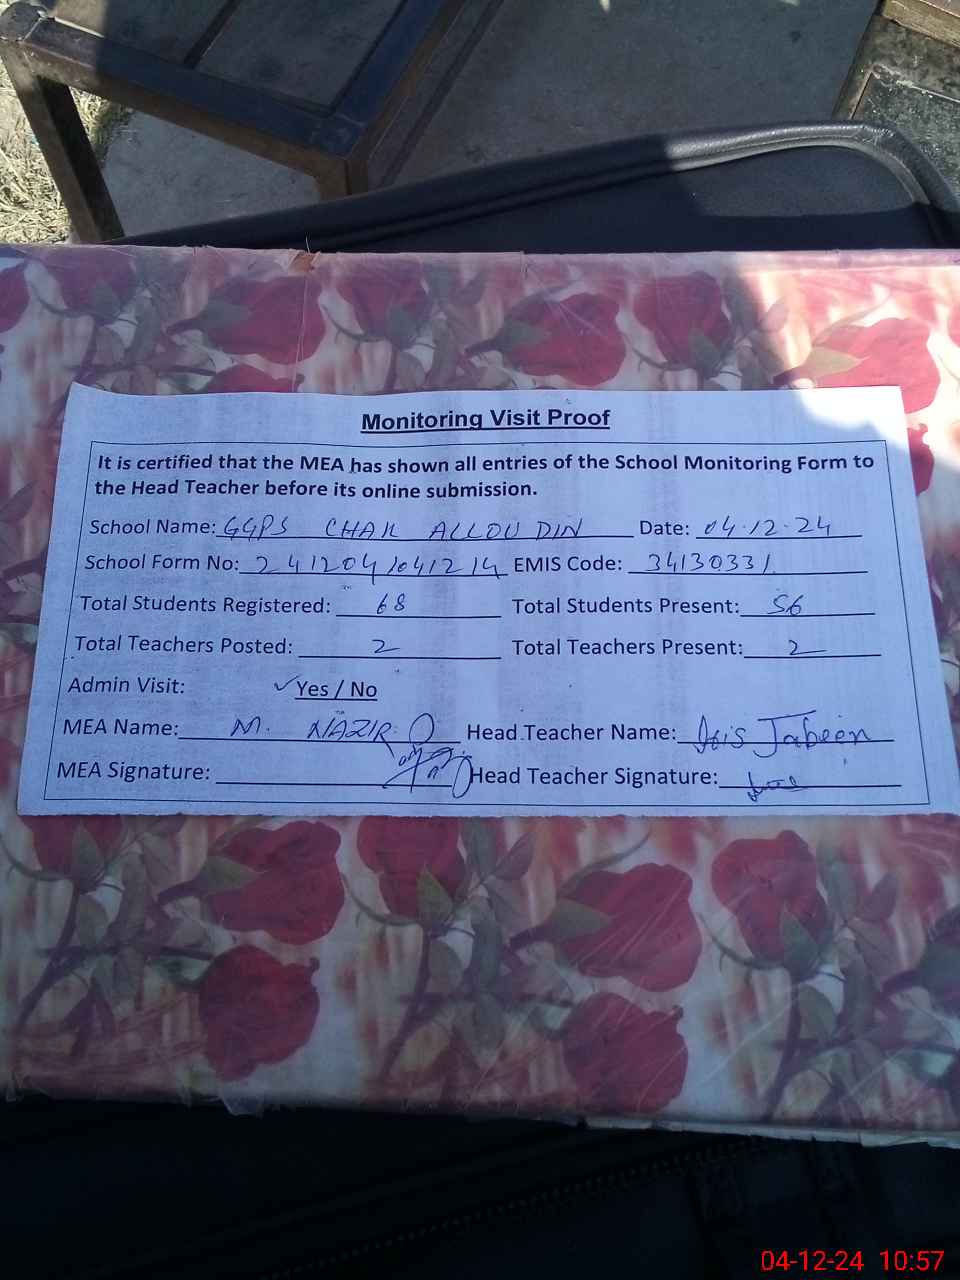 Monitoring Visit Proof
It is certified that the MEA has shown all entries of the School Monitoring Form to
the Head Teacher before its online submission.
School Name: GGPS CHAK ALLOU DIN Date: 04.12.24
School Form No: 2412041041214 EMIS Code: 34130331
Total Students Registered: 68 Total Students Present: 56
Total Teachers Posted: 2 Total Teachers Present: 2
Admin Visit: ✓Yes / No
MEA Name: M. NAZIR Head Teacher Name: Jabeen
MEA Signature: Head Teacher Signature:
04-12-24 10:57